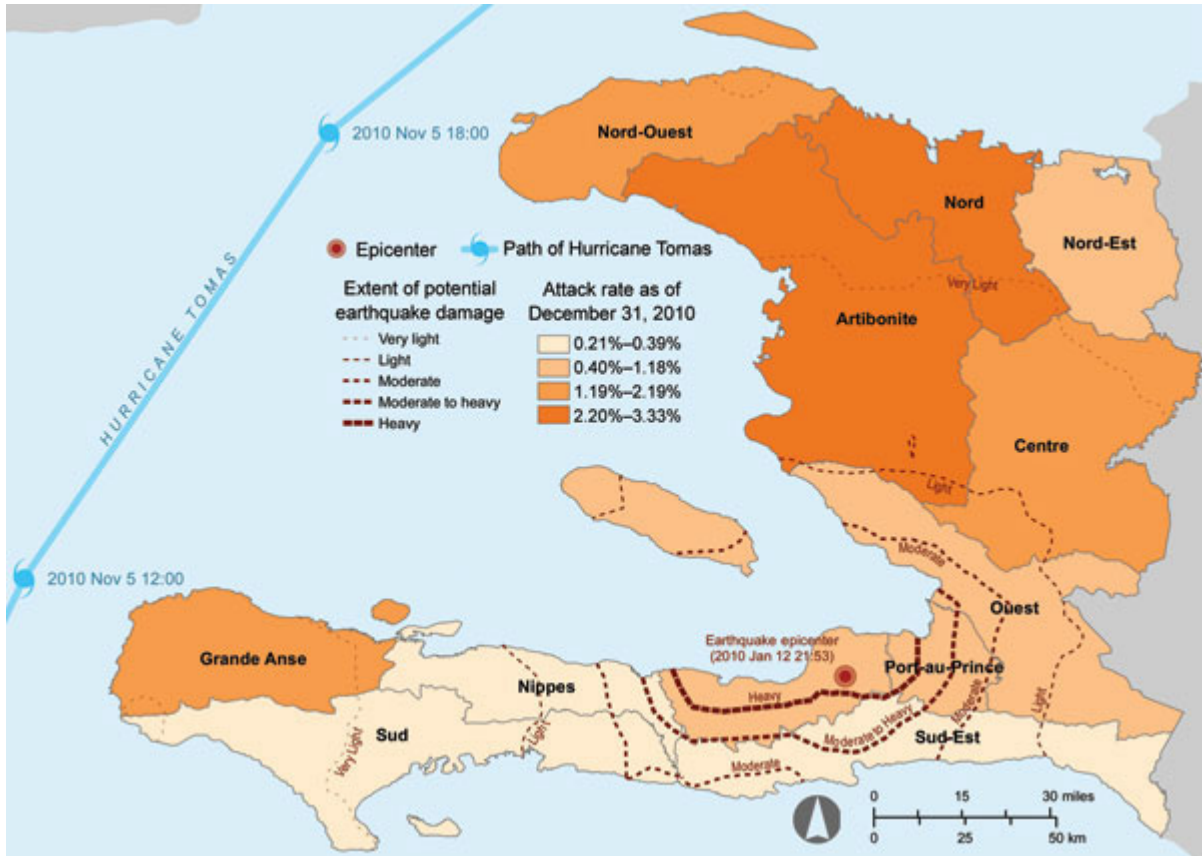 2010 Nov 5 18:00
HURRICANE TOMAS
2010 Nov 5 12:00
Nord-Ouest
Nord
Nord-Est
Epicenter
Path of Hurricane Tomas
Extent of potential
earthquake damage
Very light
Light
Moderate
Moderate to heavy
Heavy
Attack rate as of
December 31, 2010
0.21%–0.39%
0.40%–1.18%
1.19%–2.19%
2.20%–3.33%
Very Light
Artibonite
Centre
Light
Moderate
Ouest
Earthquake epicenter
(2010 Jan 12 21:53)
Port-au-Prince
Grande Anse
Nippes
Heavy
Sud
Very Light
Light
Moderate to Heavy
Moderate
Light
Sud-Est
Moderate
0 15 30 miles
0 25 50 km